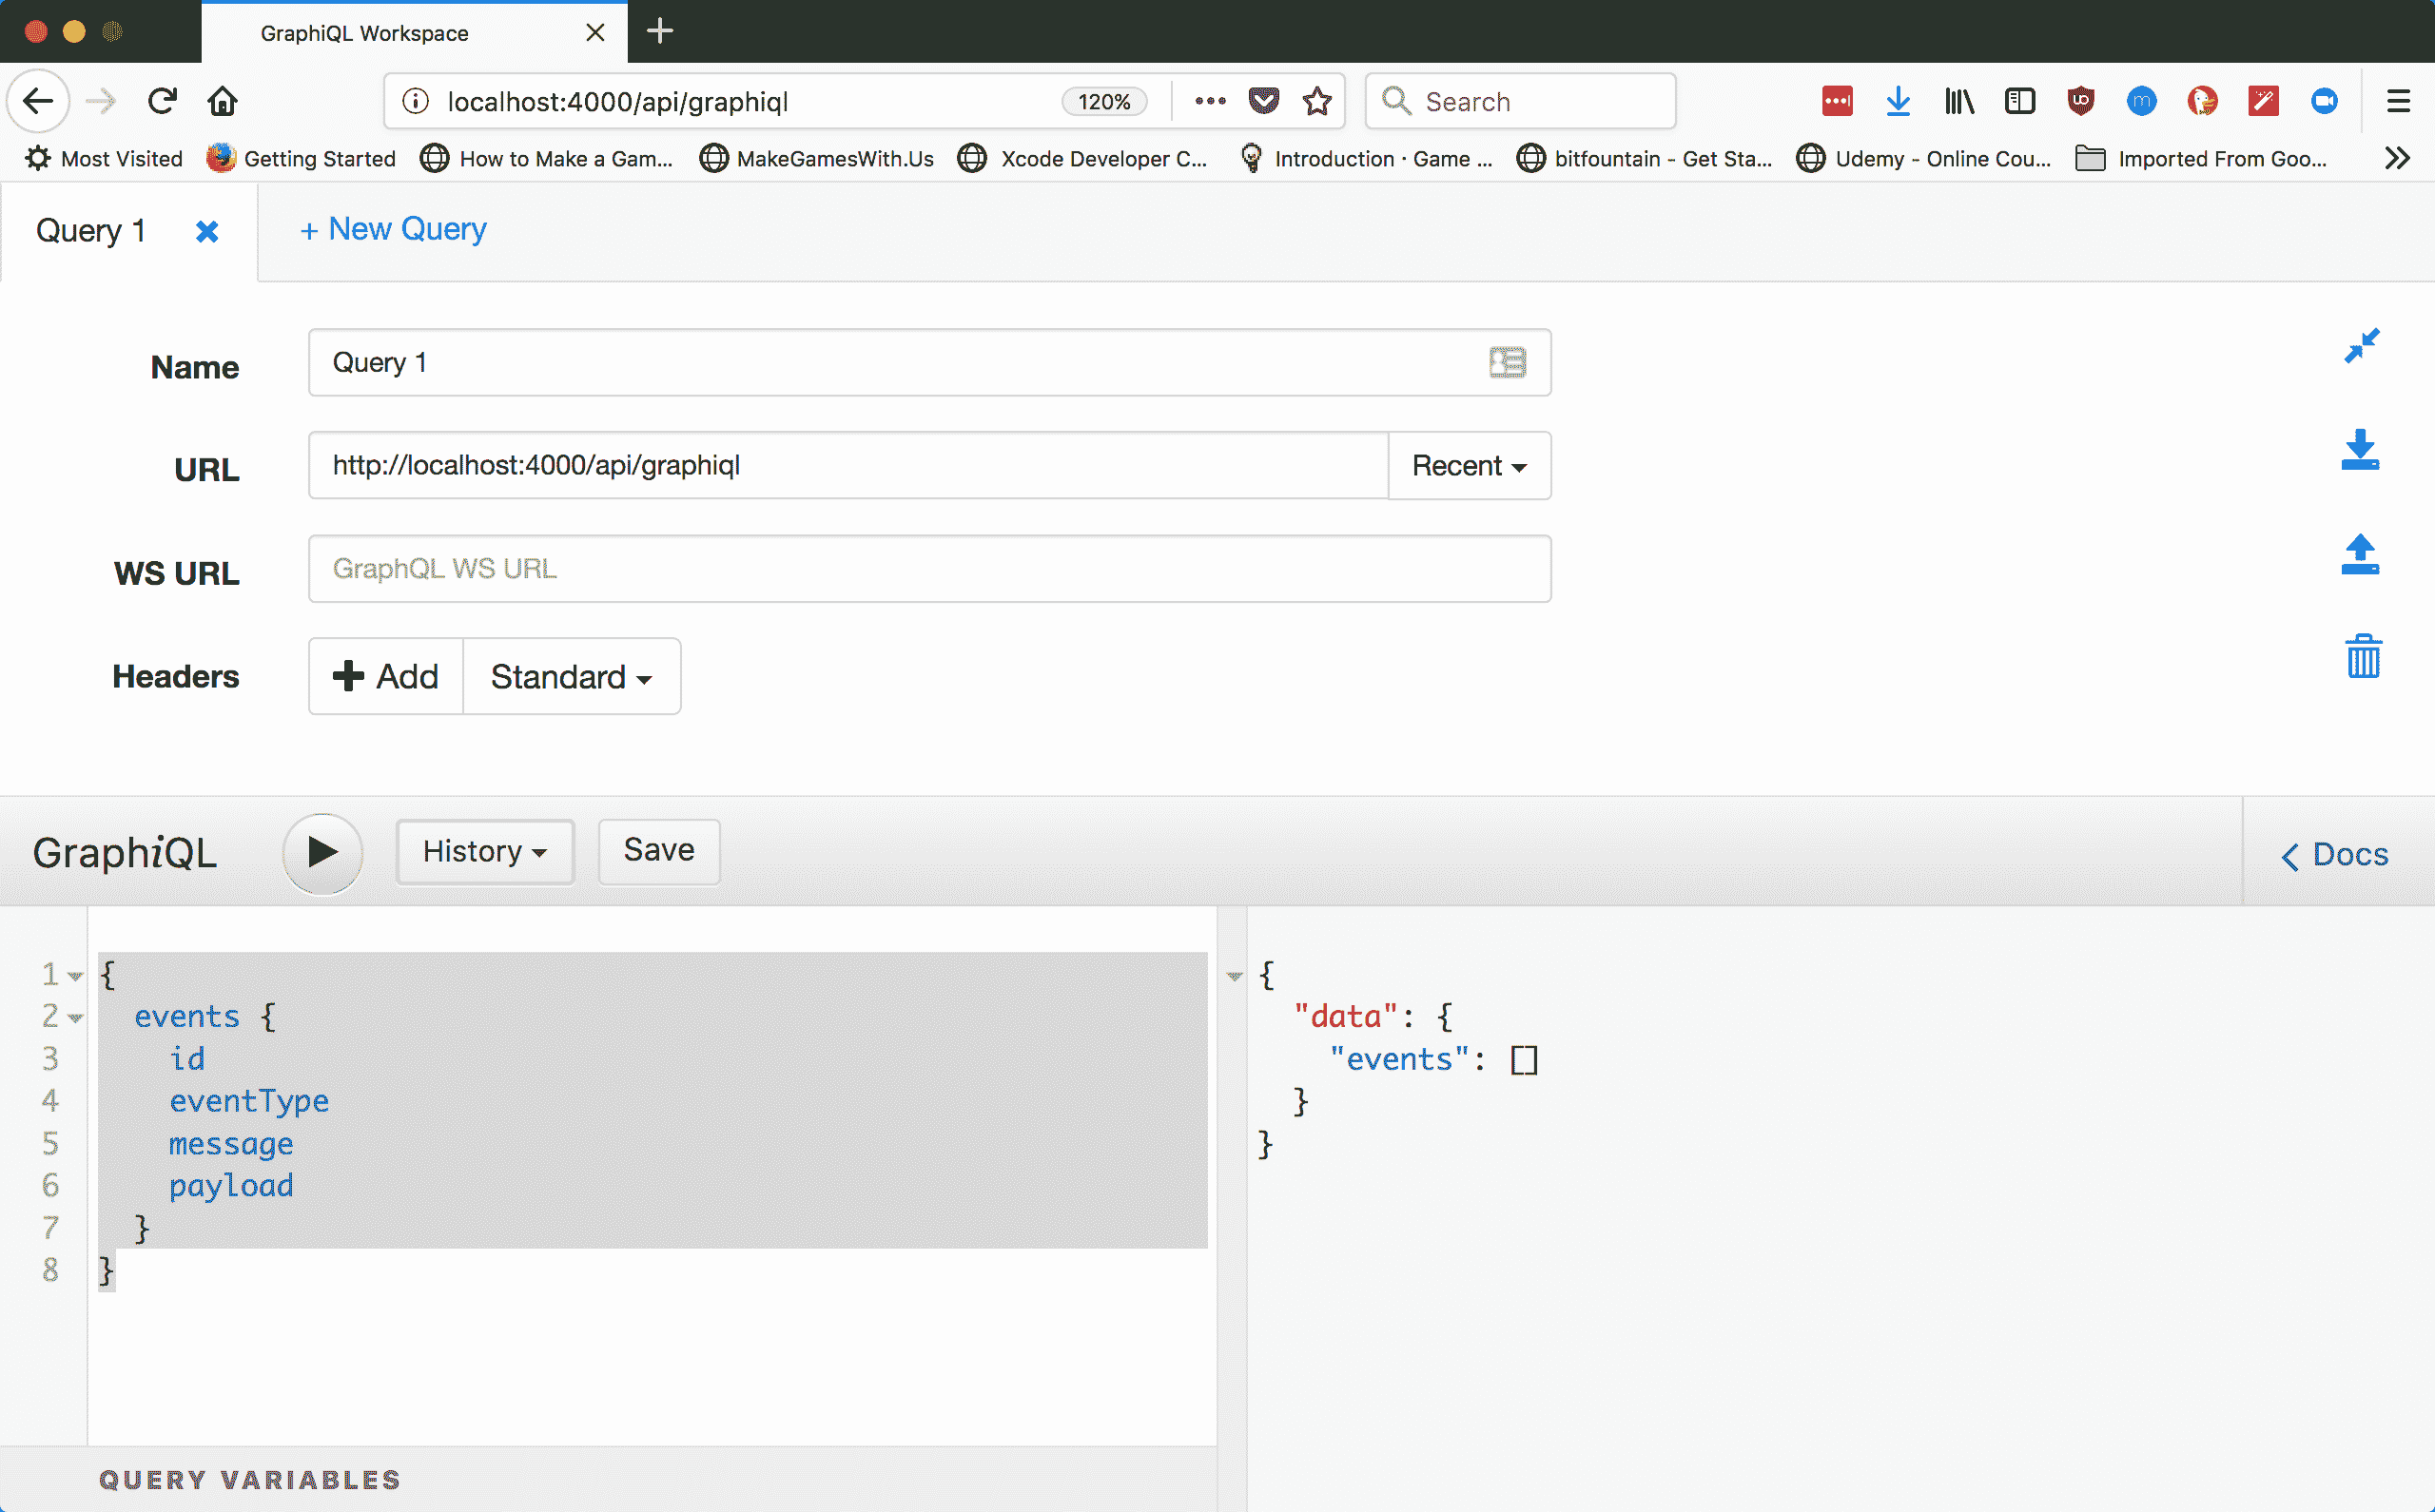 GraphiQL Workspace
localhost:4000/api/graphiql 120% Search
Most Visited Getting Started How to Make a Gam... MakeGamesWith.Us Xcode Developer C... Introduction · Game ... bitfountain - Get Sta... Udemy - Online Cou... Imported From Goo...
Query 1 + New Query
Name Query 1
URL http://localhost:4000/api/graphiql Recent
WS URL GraphQL WS URL
Headers Add Standard
GraphiQL History Save Docs
1 {
2 events {
3 id
4 eventType
5 message
6 payload
7 }
8 }
{
"data": {
"events": []
}
}
QUERY VARIABLES